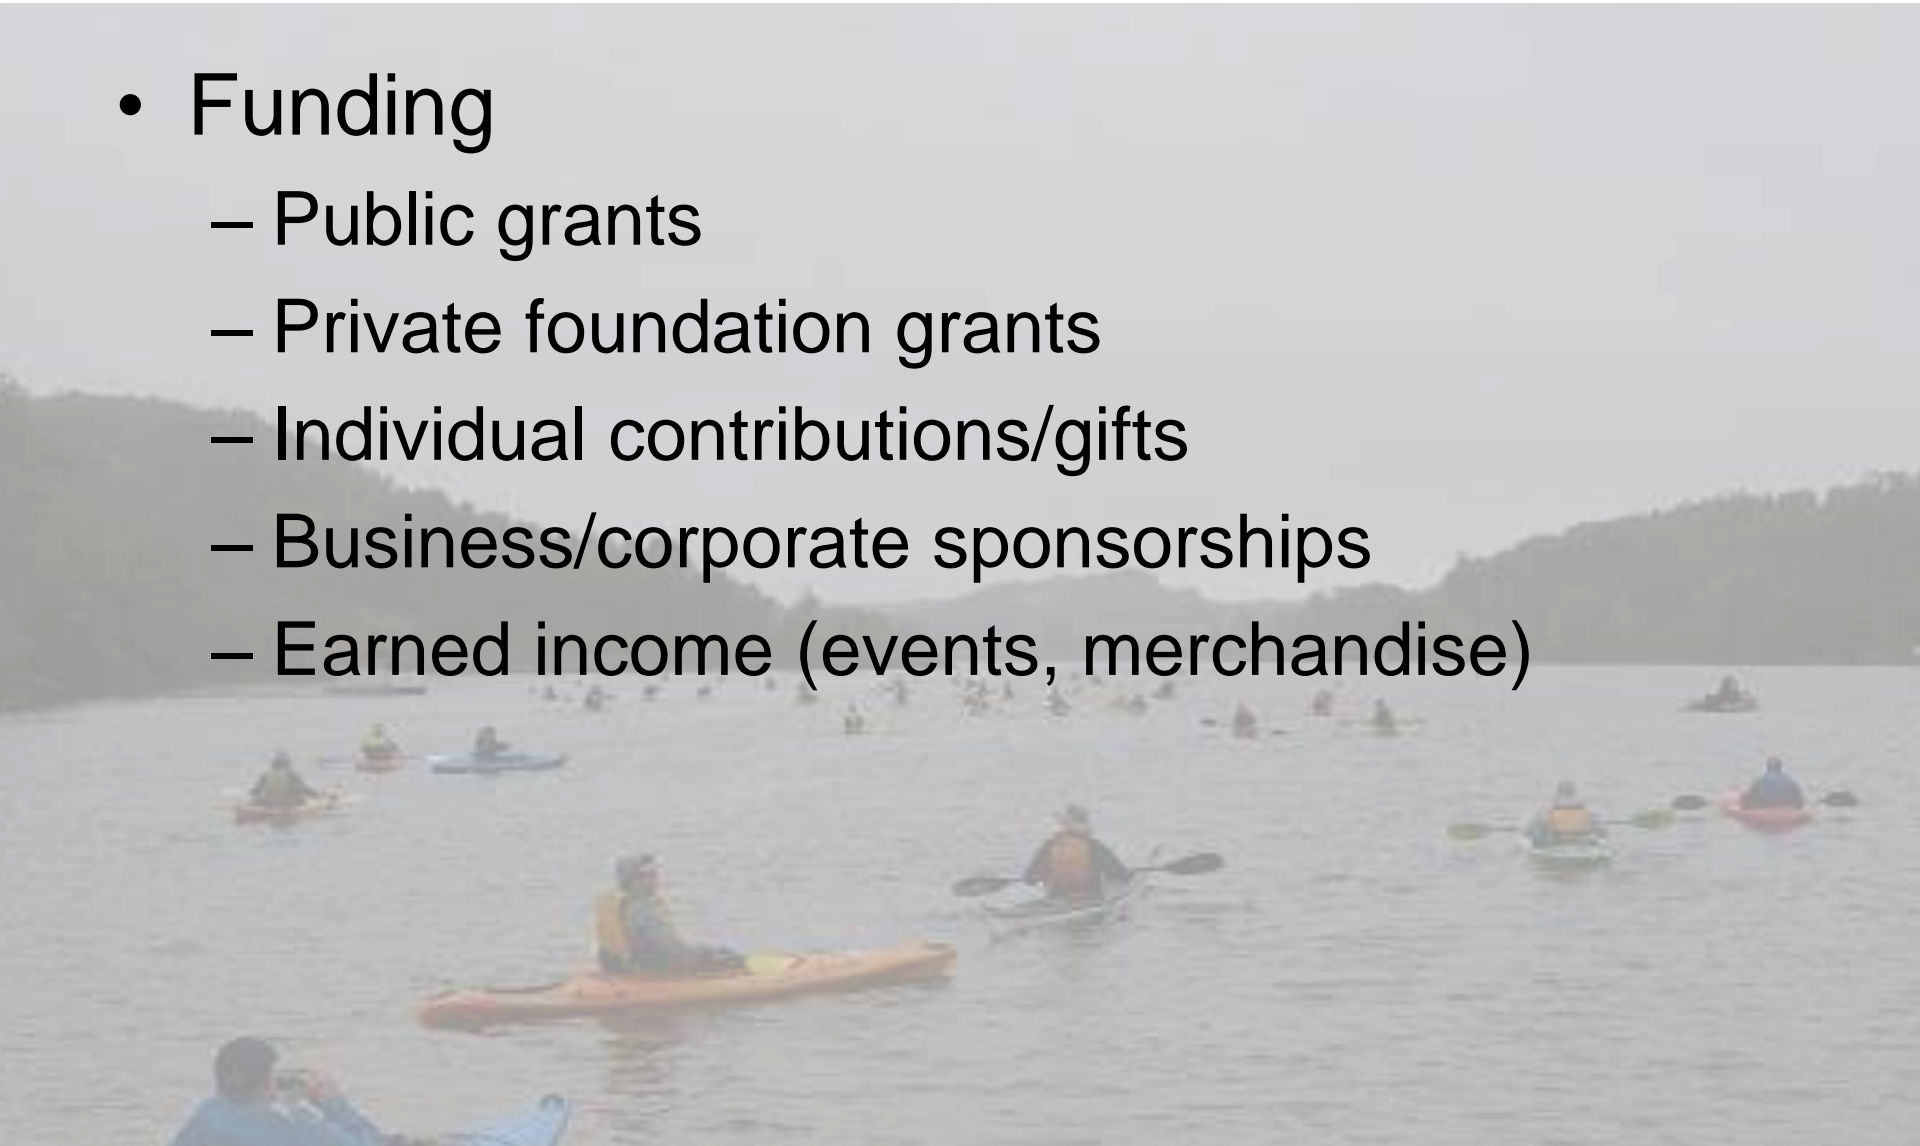 • Funding
– Public grants
– Private foundation grants
– Individual contributions/gifts
– Business/corporate sponsorships
– Earned income (events, merchandise)